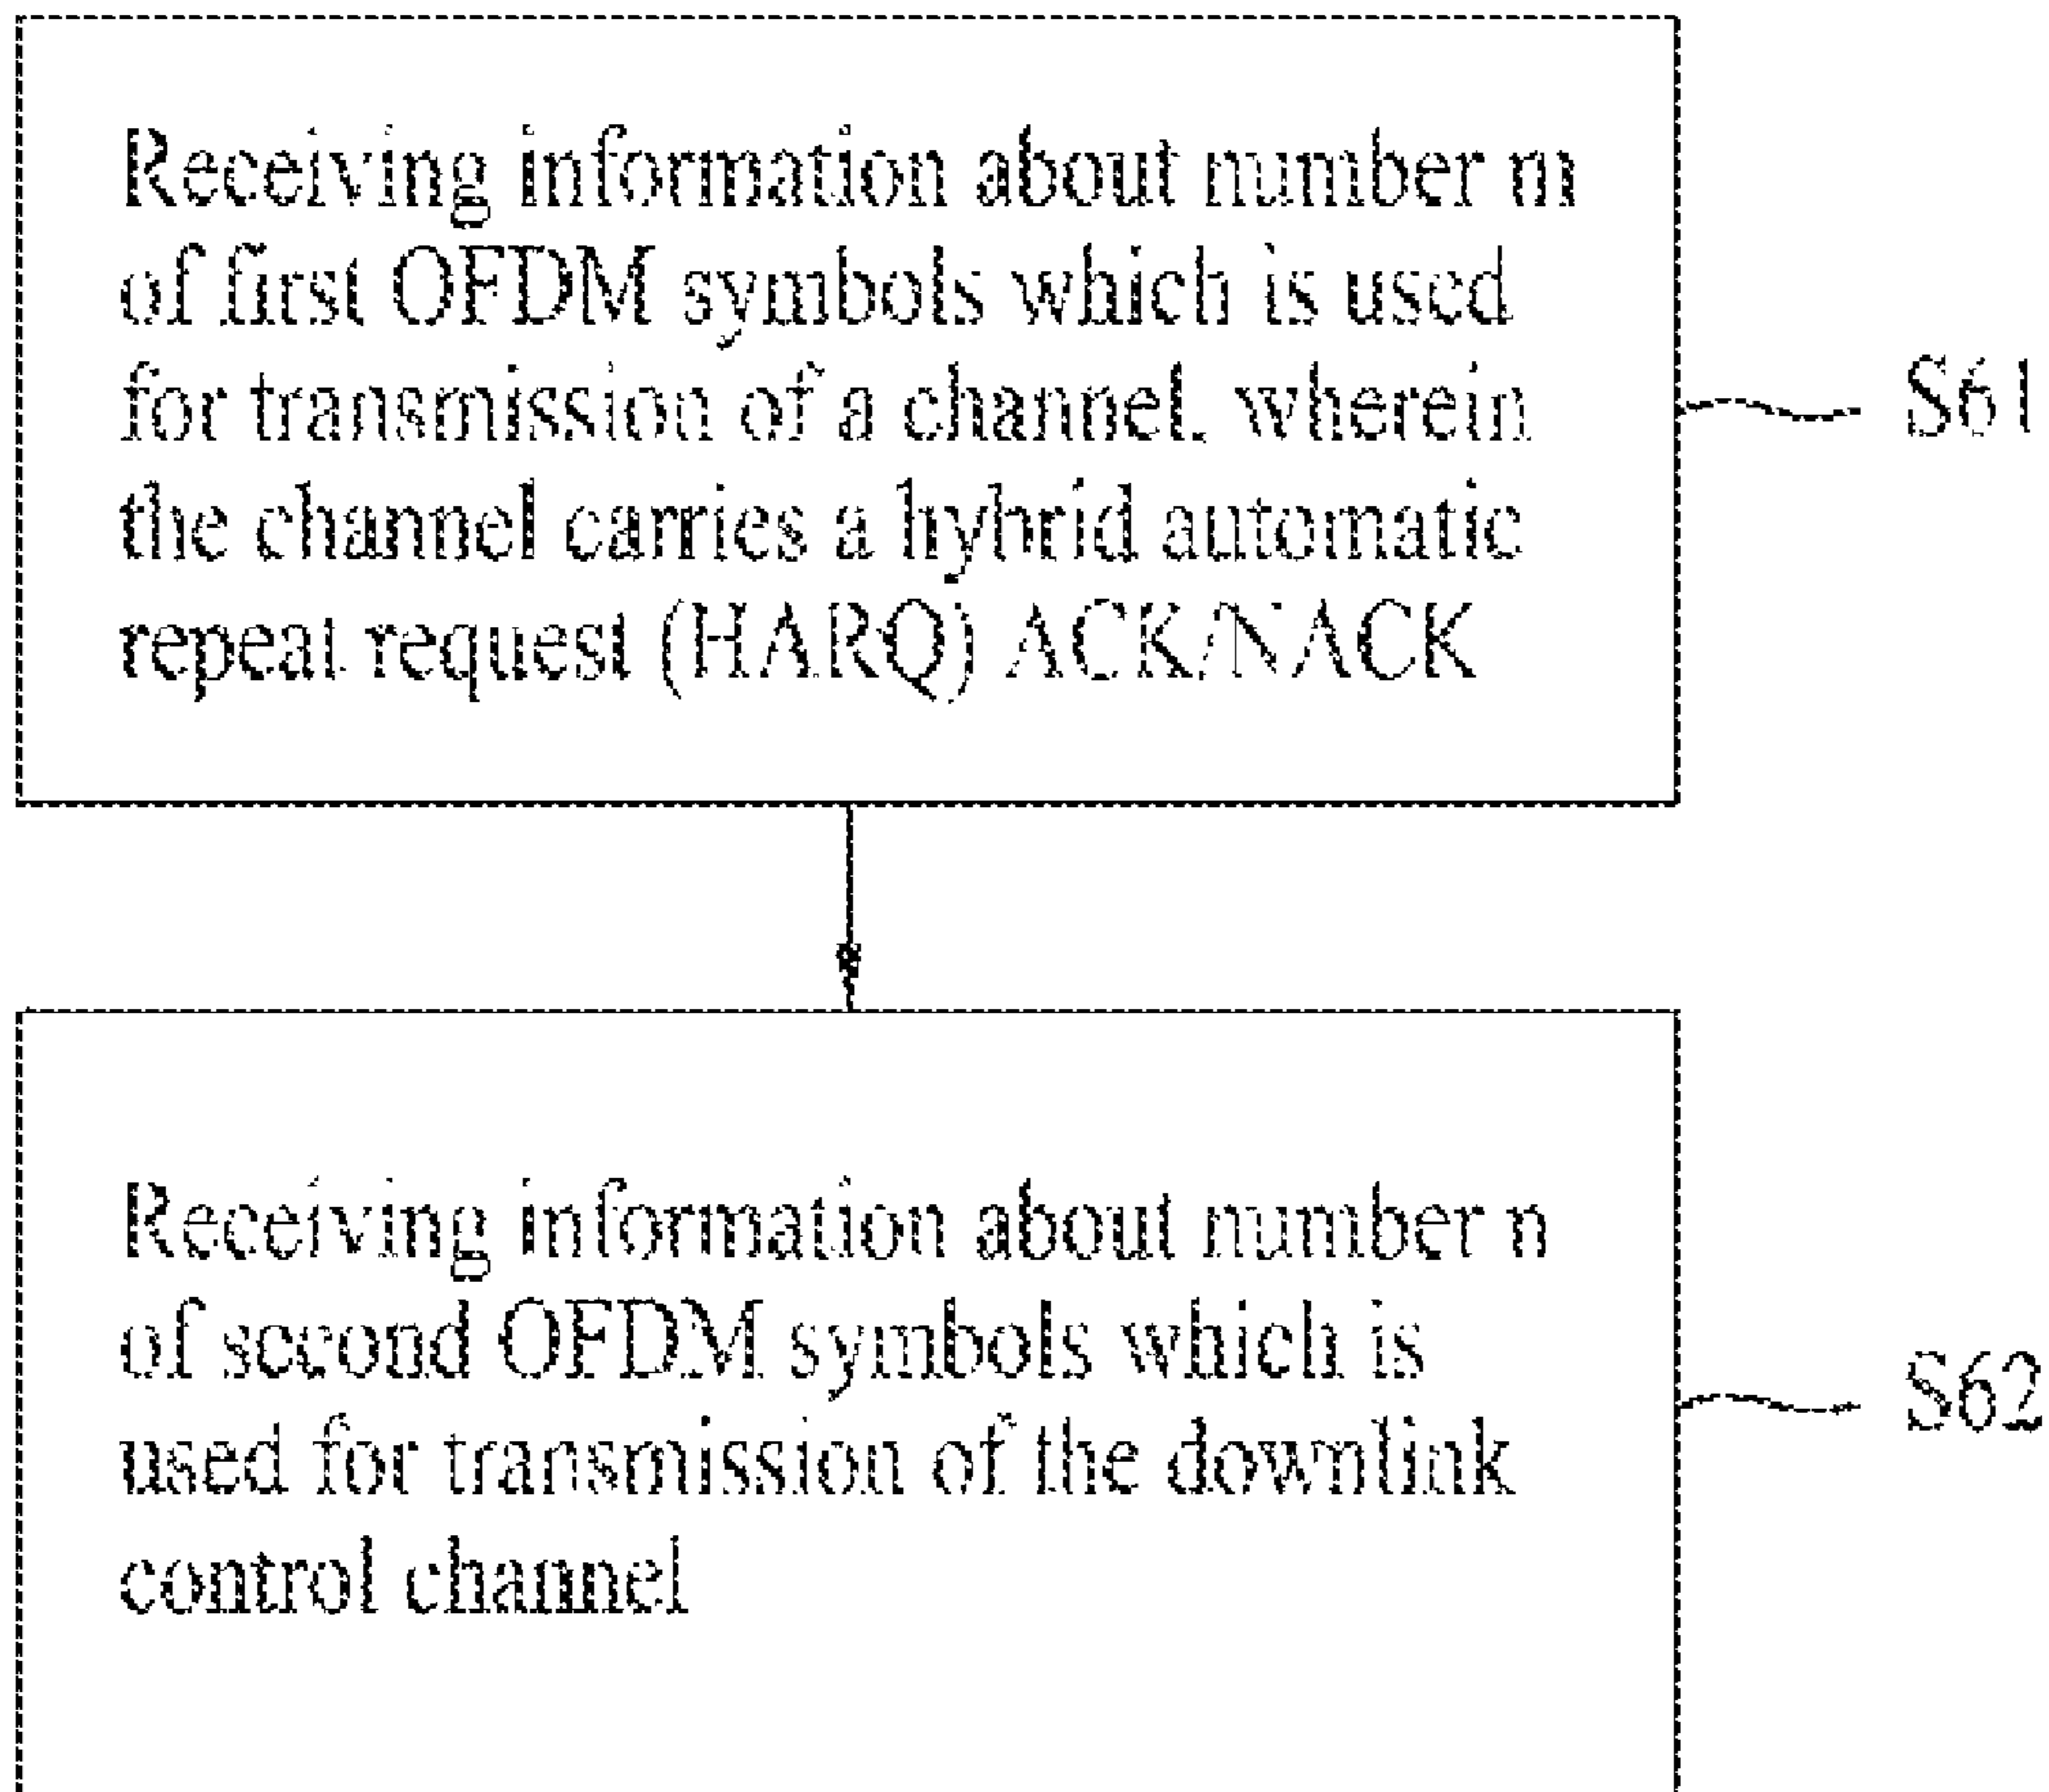 Receiving information about number m
of first OFDM symbols which is used
for transmission of a channel, wherein
the channel carries a hybrid automatic
repeat request (HARQ) ACK/NACK
S61
Receiving information about number n
of second OFDM symbols which is
used for transmission of the downlink
control channel
S62